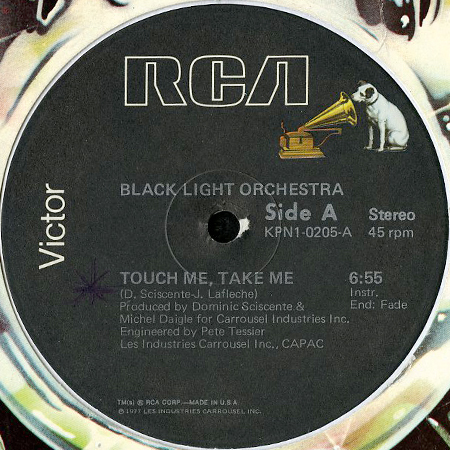 RCA
Victor
BLACK LIGHT ORCHESTRA
Side A
Stereo
KPN1-0205-A
45 rpm
TOUCH ME, TAKE ME
6:55
(D. Sciscente-J. Lafleche)
Instr.
Produced by Dominic Sciscente &
End: Fade
Michel Daigle for Carrousel Industries Inc.
Engineered by Pete Tessier
Les Industries Carrousel Inc., CAPAC
TM(s) ® RCA CORP.—MADE IN U.S.A.
℗ 1977 LES INDUSTRIES CARROUSEL INC.